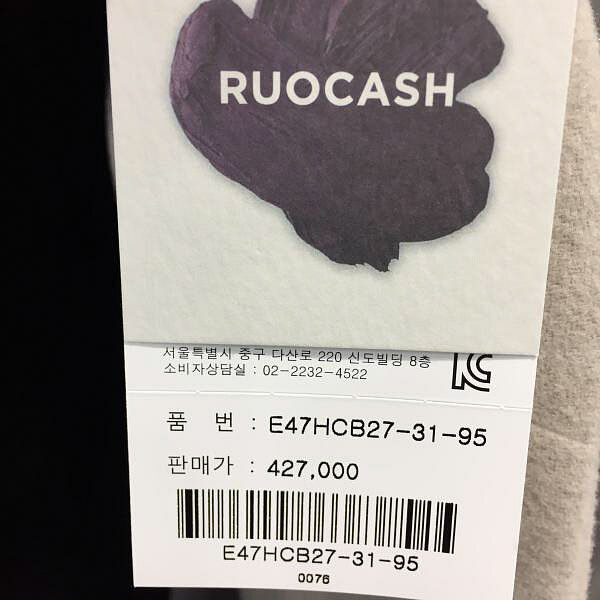 RUOCASH
서울특별시 중구 다산로 220 신도빌딩 8층
소비자상담실 : 02-2232-4522
품 번 : E47HCB27-31-95
판매가 : 427,000
E47HCB27-31-95
0076